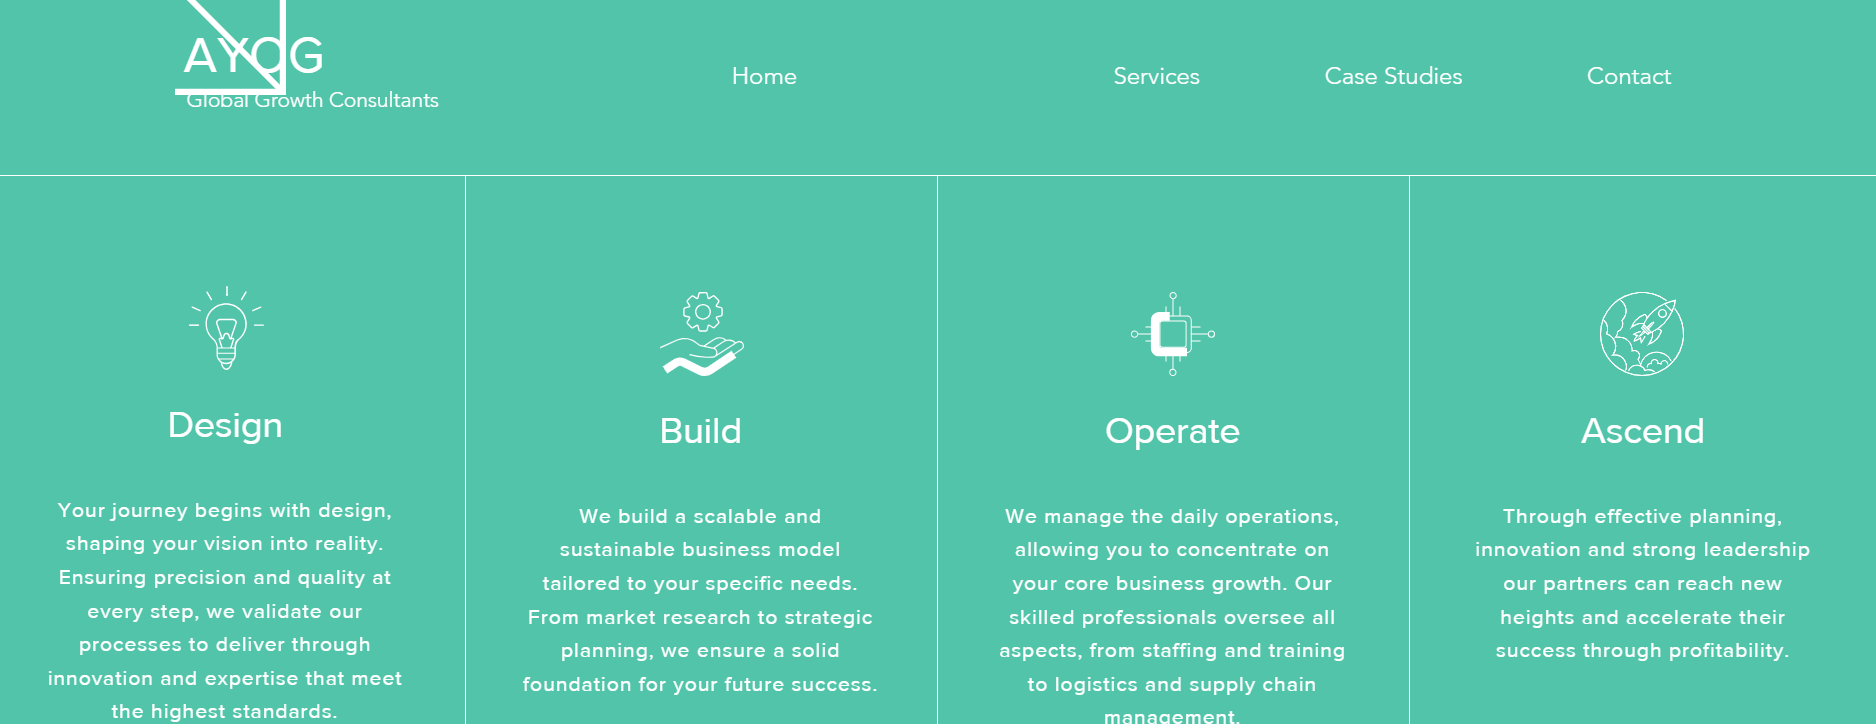 AYOG
Global Growth Consultants
Home
Services
Case Studies
Contact
Design
Your journey begins with design,
shaping your vision into reality.
Ensuring precision and quality at
every step, we validate our
processes to deliver through
innovation and expertise that meet
the highest standards.
Build
We build a scalable and
sustainable business model
tailored to your specific needs.
From market research to strategic
planning, we ensure a solid
foundation for your future success.
Operate
We manage the daily operations,
allowing you to concentrate on
your core business growth. Our
skilled professionals oversee all
aspects, from staffing and training
to logistics and supply chain
management.
Ascend
Through effective planning,
innovation and strong leadership
our partners can reach new
heights and accelerate their
success through profitability.